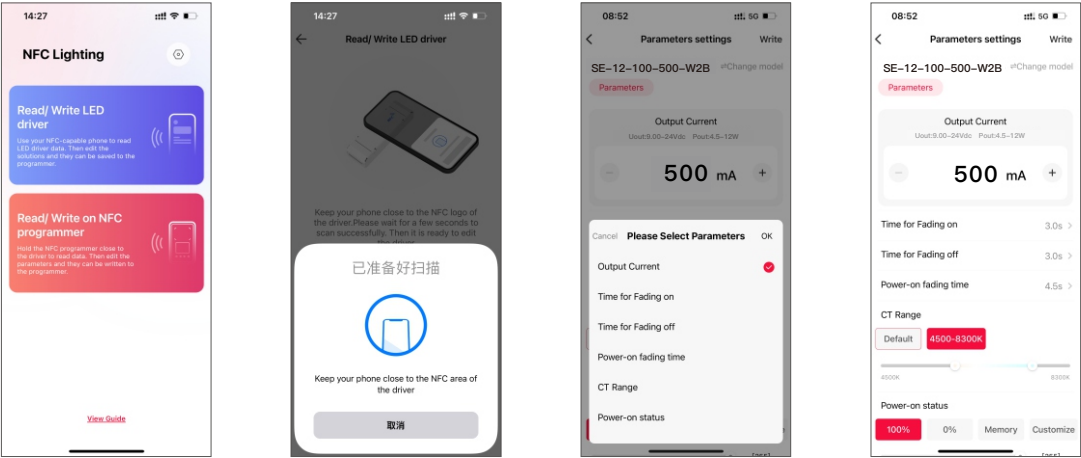 14:27
NFC Lighting
Read/ Write LED
driver
Use your NFC-capable phone to read
LED driver data. Then edit the
solutions and they can be saved to the
programmer.
Read/ Write on NFC
programmer
Hold the NFC programmer close to
the driver to read data. Then edit the
parameters and they can be written to
the programmer.
View Guide
14:27
Read/ Write LED driver
Keep your phone close to the NFC logo of
the driver.Please wait for a few seconds to
scan successfully. Then it is ready to edit
the driver
已准备好扫描
Keep your phone close to the NFC area of
the driver
取消
08:52
5G
Parameters settings
Write
SE-12-100-500-W2B
⇌Change model
Parameters
Output Current
Uout:9.00-24Vdc Pout:4.5-12W
− 500 mA +
Cancel Please Select Parameters OK
Output Current
Time for Fading on
Time for Fading off
Power-on fading time
CT Range
Power-on status
08:52
5G
Parameters settings
Write
SE-12-100-500-W2B
⇌Change model
Parameters
Output Current
Uout:9.00-24Vdc Pout:4.5-12W
− 500 mA +
Time for Fading on 3.0s >
Time for Fading off 3.0s >
Power-on fading time 4.5s >
CT Range
Default 4500-8300K
4500K 8300K
Power-on status
100% 0% Memory Customize